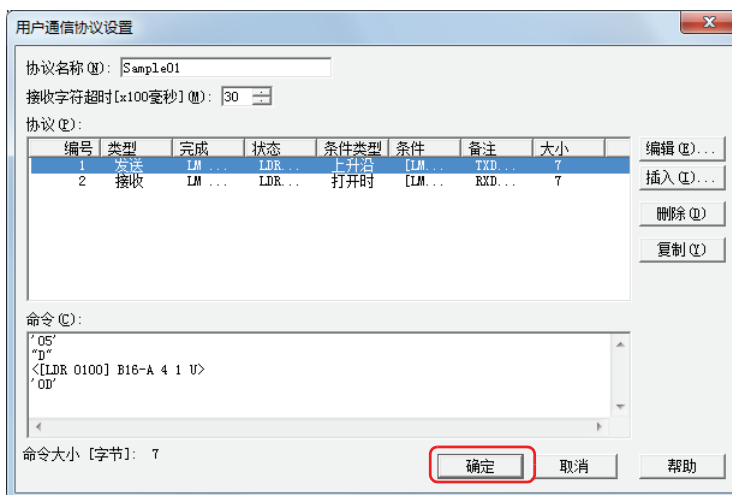 用户通信协议设置
协议名称(N): Sample01
接收字符超时[x100毫秒](M): 30
协议(P):
编号 类型 完成 状态 条件类型 条件 备注 大小
1 发送 LM ... LDR... 上升沿 [LM... TXD... 7
2 接收 LM ... LDR... 打开时 [LM... RXD... 7
编辑(E)...
插入(I)...
删除(D)
复制(Y)
命令(C):
'05'
"D"
<[LDR 0100] B16-A 4 1 U>
'0D'
命令大小 [字节]: 7
确定 取消 帮助